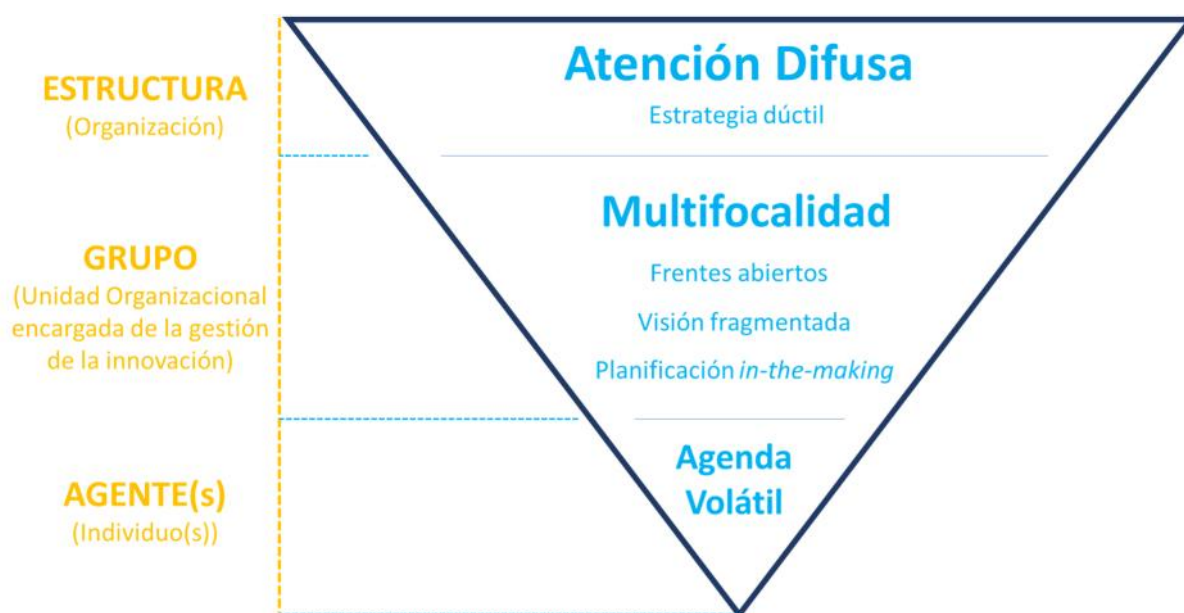 ESTRUCTURA
(Organización)
Atención Difusa
Estrategia dúctil
GRUPO
(Unidad Organizacional
encargada de la gestión
de la innovación)
Multifocalidad
Frentes abiertos
Visión fragmentada
Planificación in-the-making
AGENTE(s)
(Individuo(s))
Agenda
Volátil